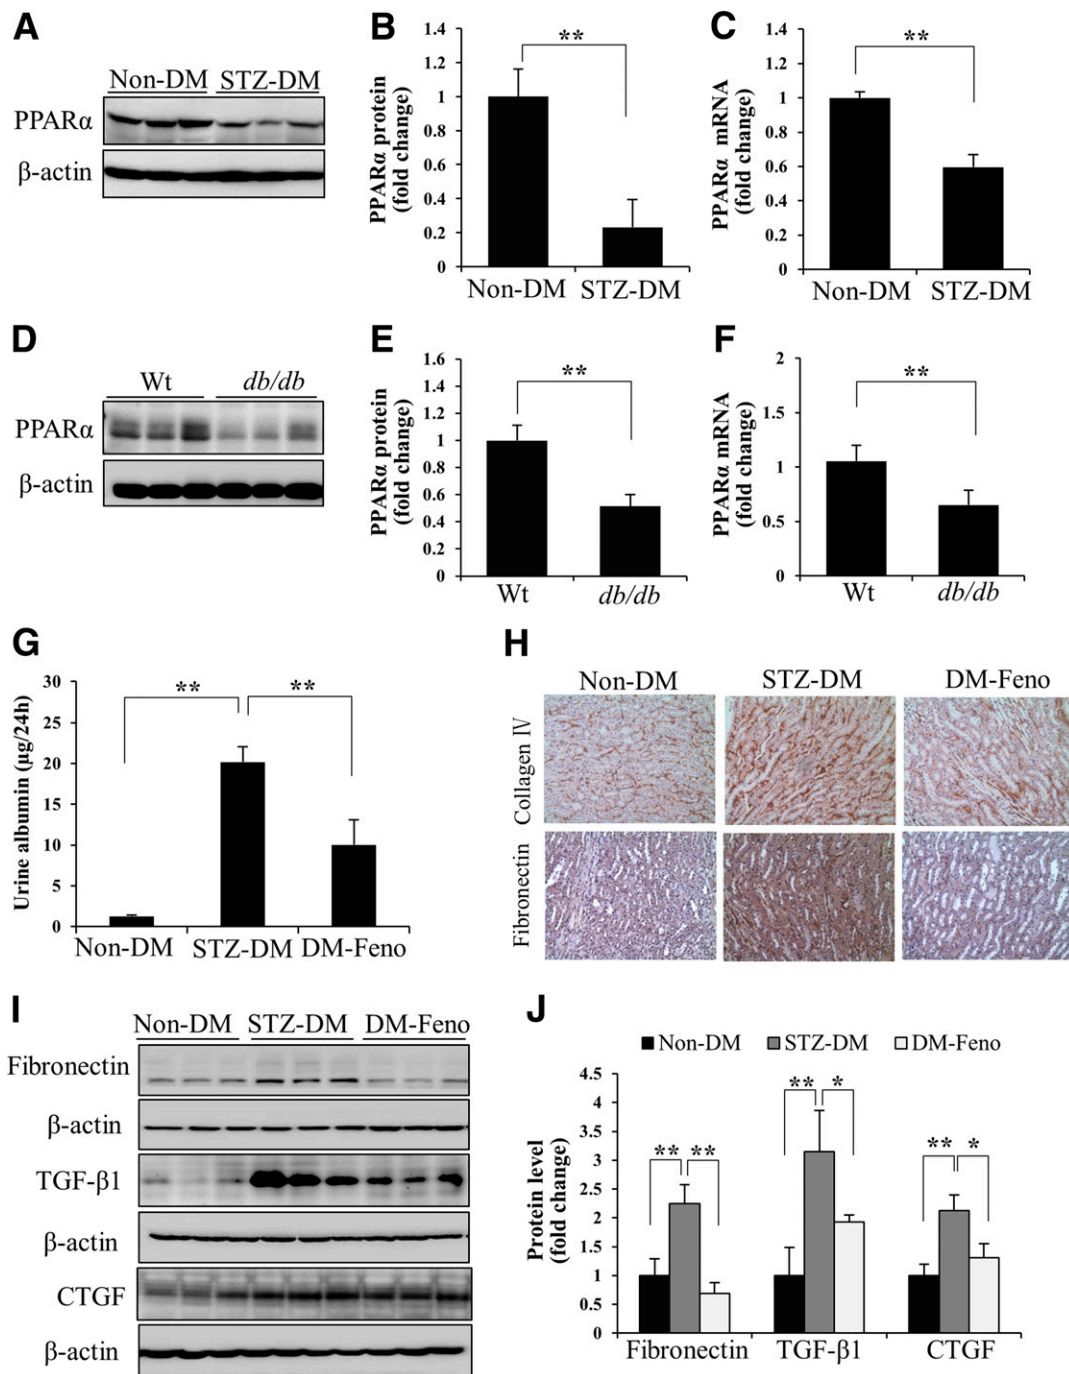 A
Non-DM STZ-DM
PPARα
β-actin
B
PPARα protein
(fold change)
1.4
1.2
1
0.8
0.6
0.4
0.2
0
**
Non-DM STZ-DM
C
PPARα mRNA
(fold change)
1.4
1.2
1
0.8
0.6
0.4
0.2
0
**
Non-DM STZ-DM
D
Wt db/db
PPARα
β-actin
E
PPARα protein
(fold change)
1.6
1.4
1.2
1
0.8
0.6
0.4
0.2
0
**
Wt db/db
F
PPARα mRNA
(fold change)
2
1.5
1
0.5
0
**
Wt db/db
G
Urine albumin (μg/24h)
30
25
20
15
10
5
0
** **
Non-DM STZ-DM DM-Feno
H
Non-DM STZ-DM DM-Feno
Collagen IV
Fibronectin
I
Non-DM STZ-DM DM-Feno
Fibronectin
β-actin
TGF-β1
β-actin
CTGF
β-actin
J
Non-DM STZ-DM DM-Feno
Protein level
(fold change)
4.5
4
3.5
3
2.5
2
1.5
1
0.5
0
** **
** *
** *
Fibronectin TGF-β1 CTGF